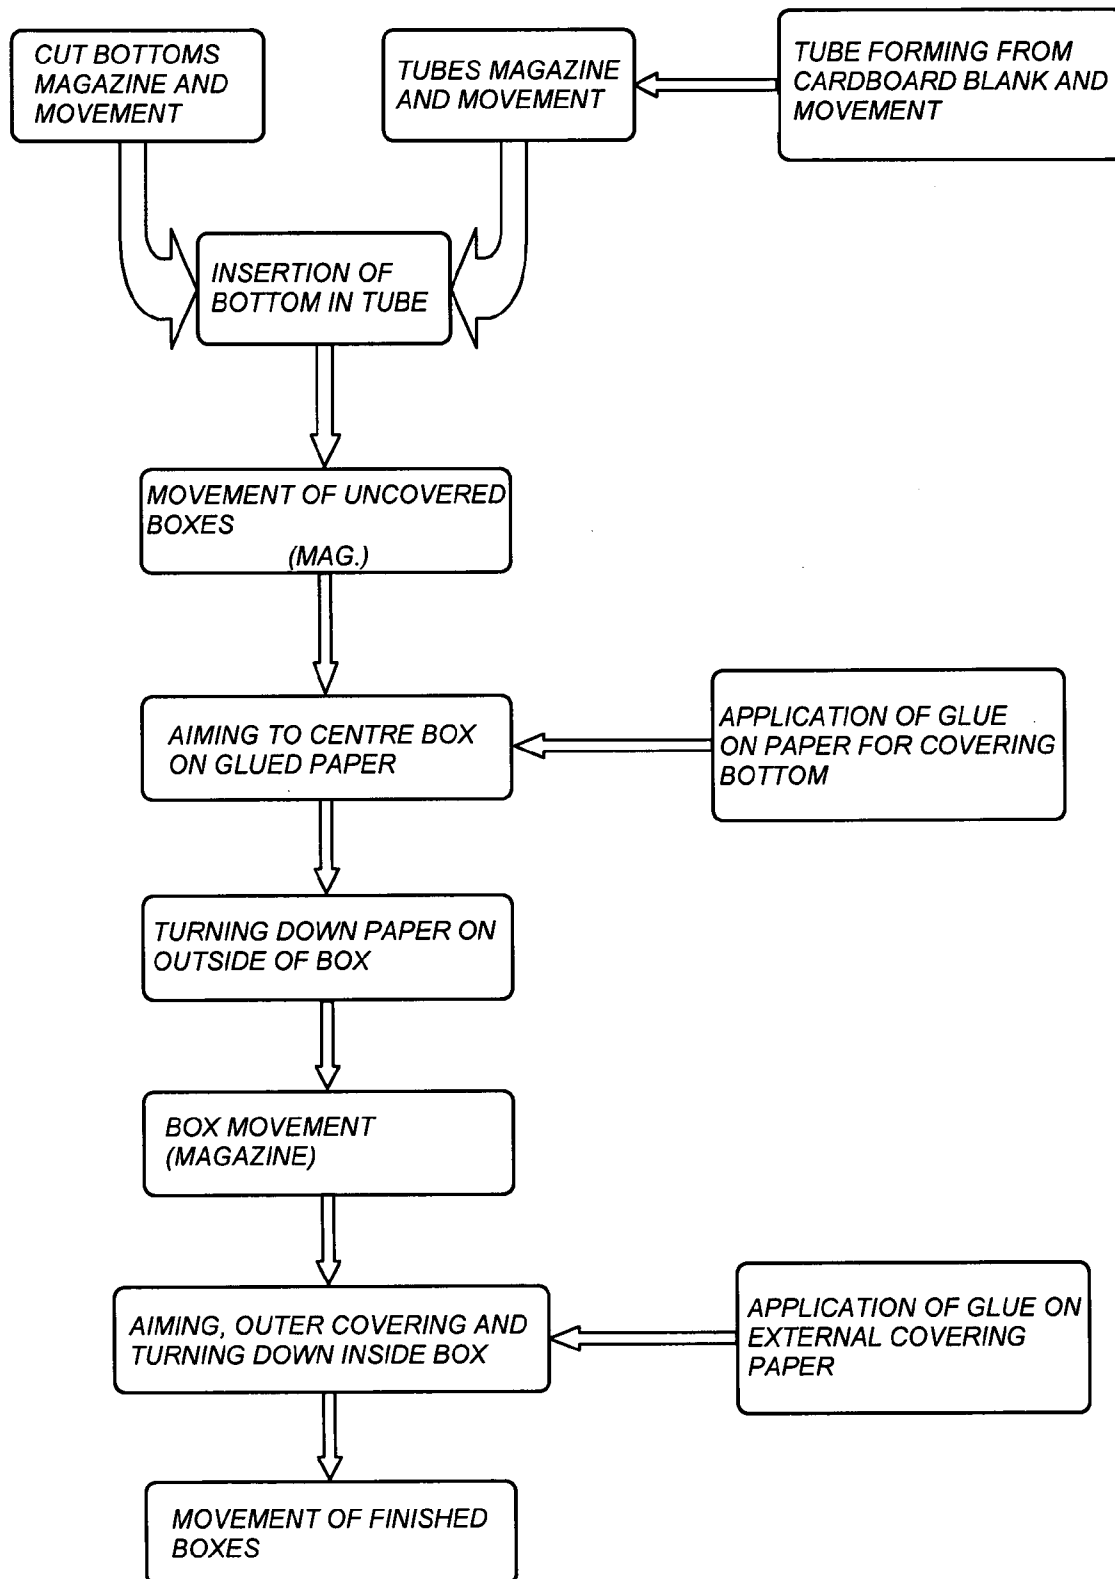 CUT BOTTOMS
MAGAZINE AND
MOVEMENT
TUBES MAGAZINE
AND MOVEMENT
TUBE FORMING FROM
CARDBOARD BLANK AND
MOVEMENT
INSERTION OF
BOTTOM IN TUBE
MOVEMENT OF UNCOVERED
BOXES
(MAG.)
AIMING TO CENTRE BOX
ON GLUED PAPER
APPLICATION OF GLUE
ON PAPER FOR COVERING
BOTTOM
TURNING DOWN PAPER ON
OUTSIDE OF BOX
BOX MOVEMENT
(MAGAZINE)
AIMING, OUTER COVERING AND
TURNING DOWN INSIDE BOX
APPLICATION OF GLUE ON
EXTERNAL COVERING
PAPER
MOVEMENT OF FINISHED
BOXES